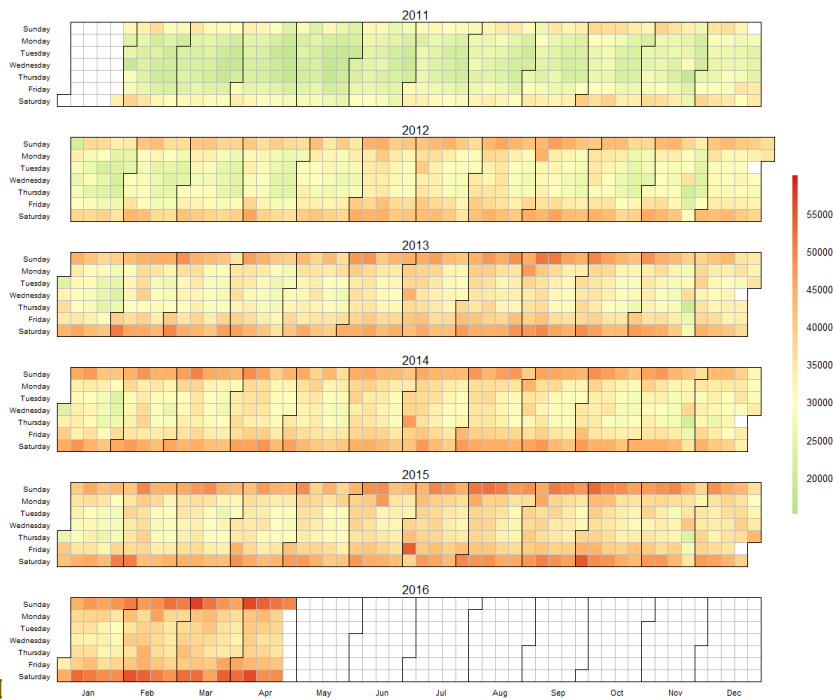 2011
Sunday
Monday
Tuesday
Wednesday
Thursday
Friday
Saturday
2012
Sunday
Monday
Tuesday
Wednesday
Thursday
Friday
Saturday
2013
Sunday
Monday
Tuesday
Wednesday
Thursday
Friday
Saturday
2014
Sunday
Monday
Tuesday
Wednesday
Thursday
Friday
Saturday
2015
Sunday
Monday
Tuesday
Wednesday
Thursday
Friday
Saturday
2016
Sunday
Monday
Tuesday
Wednesday
Thursday
Friday
Saturday
Jan Feb Mar Apr May Jun Jul Aug Sep Oct Nov Dec
55000
50000
45000
40000
35000
30000
25000
20000